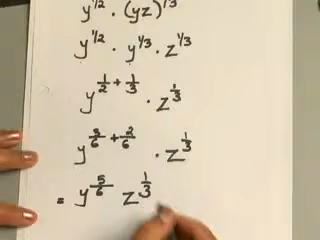 y^{1/2} · (yz)^{1/3}
y^{1/2} · y^{1/3} · z^{1/3}
y^{1/2 + 1/3} · z^{1/3}
y^{3/6 + 2/6} · z^{1/3}
= y^{5/6} z^{1/3}